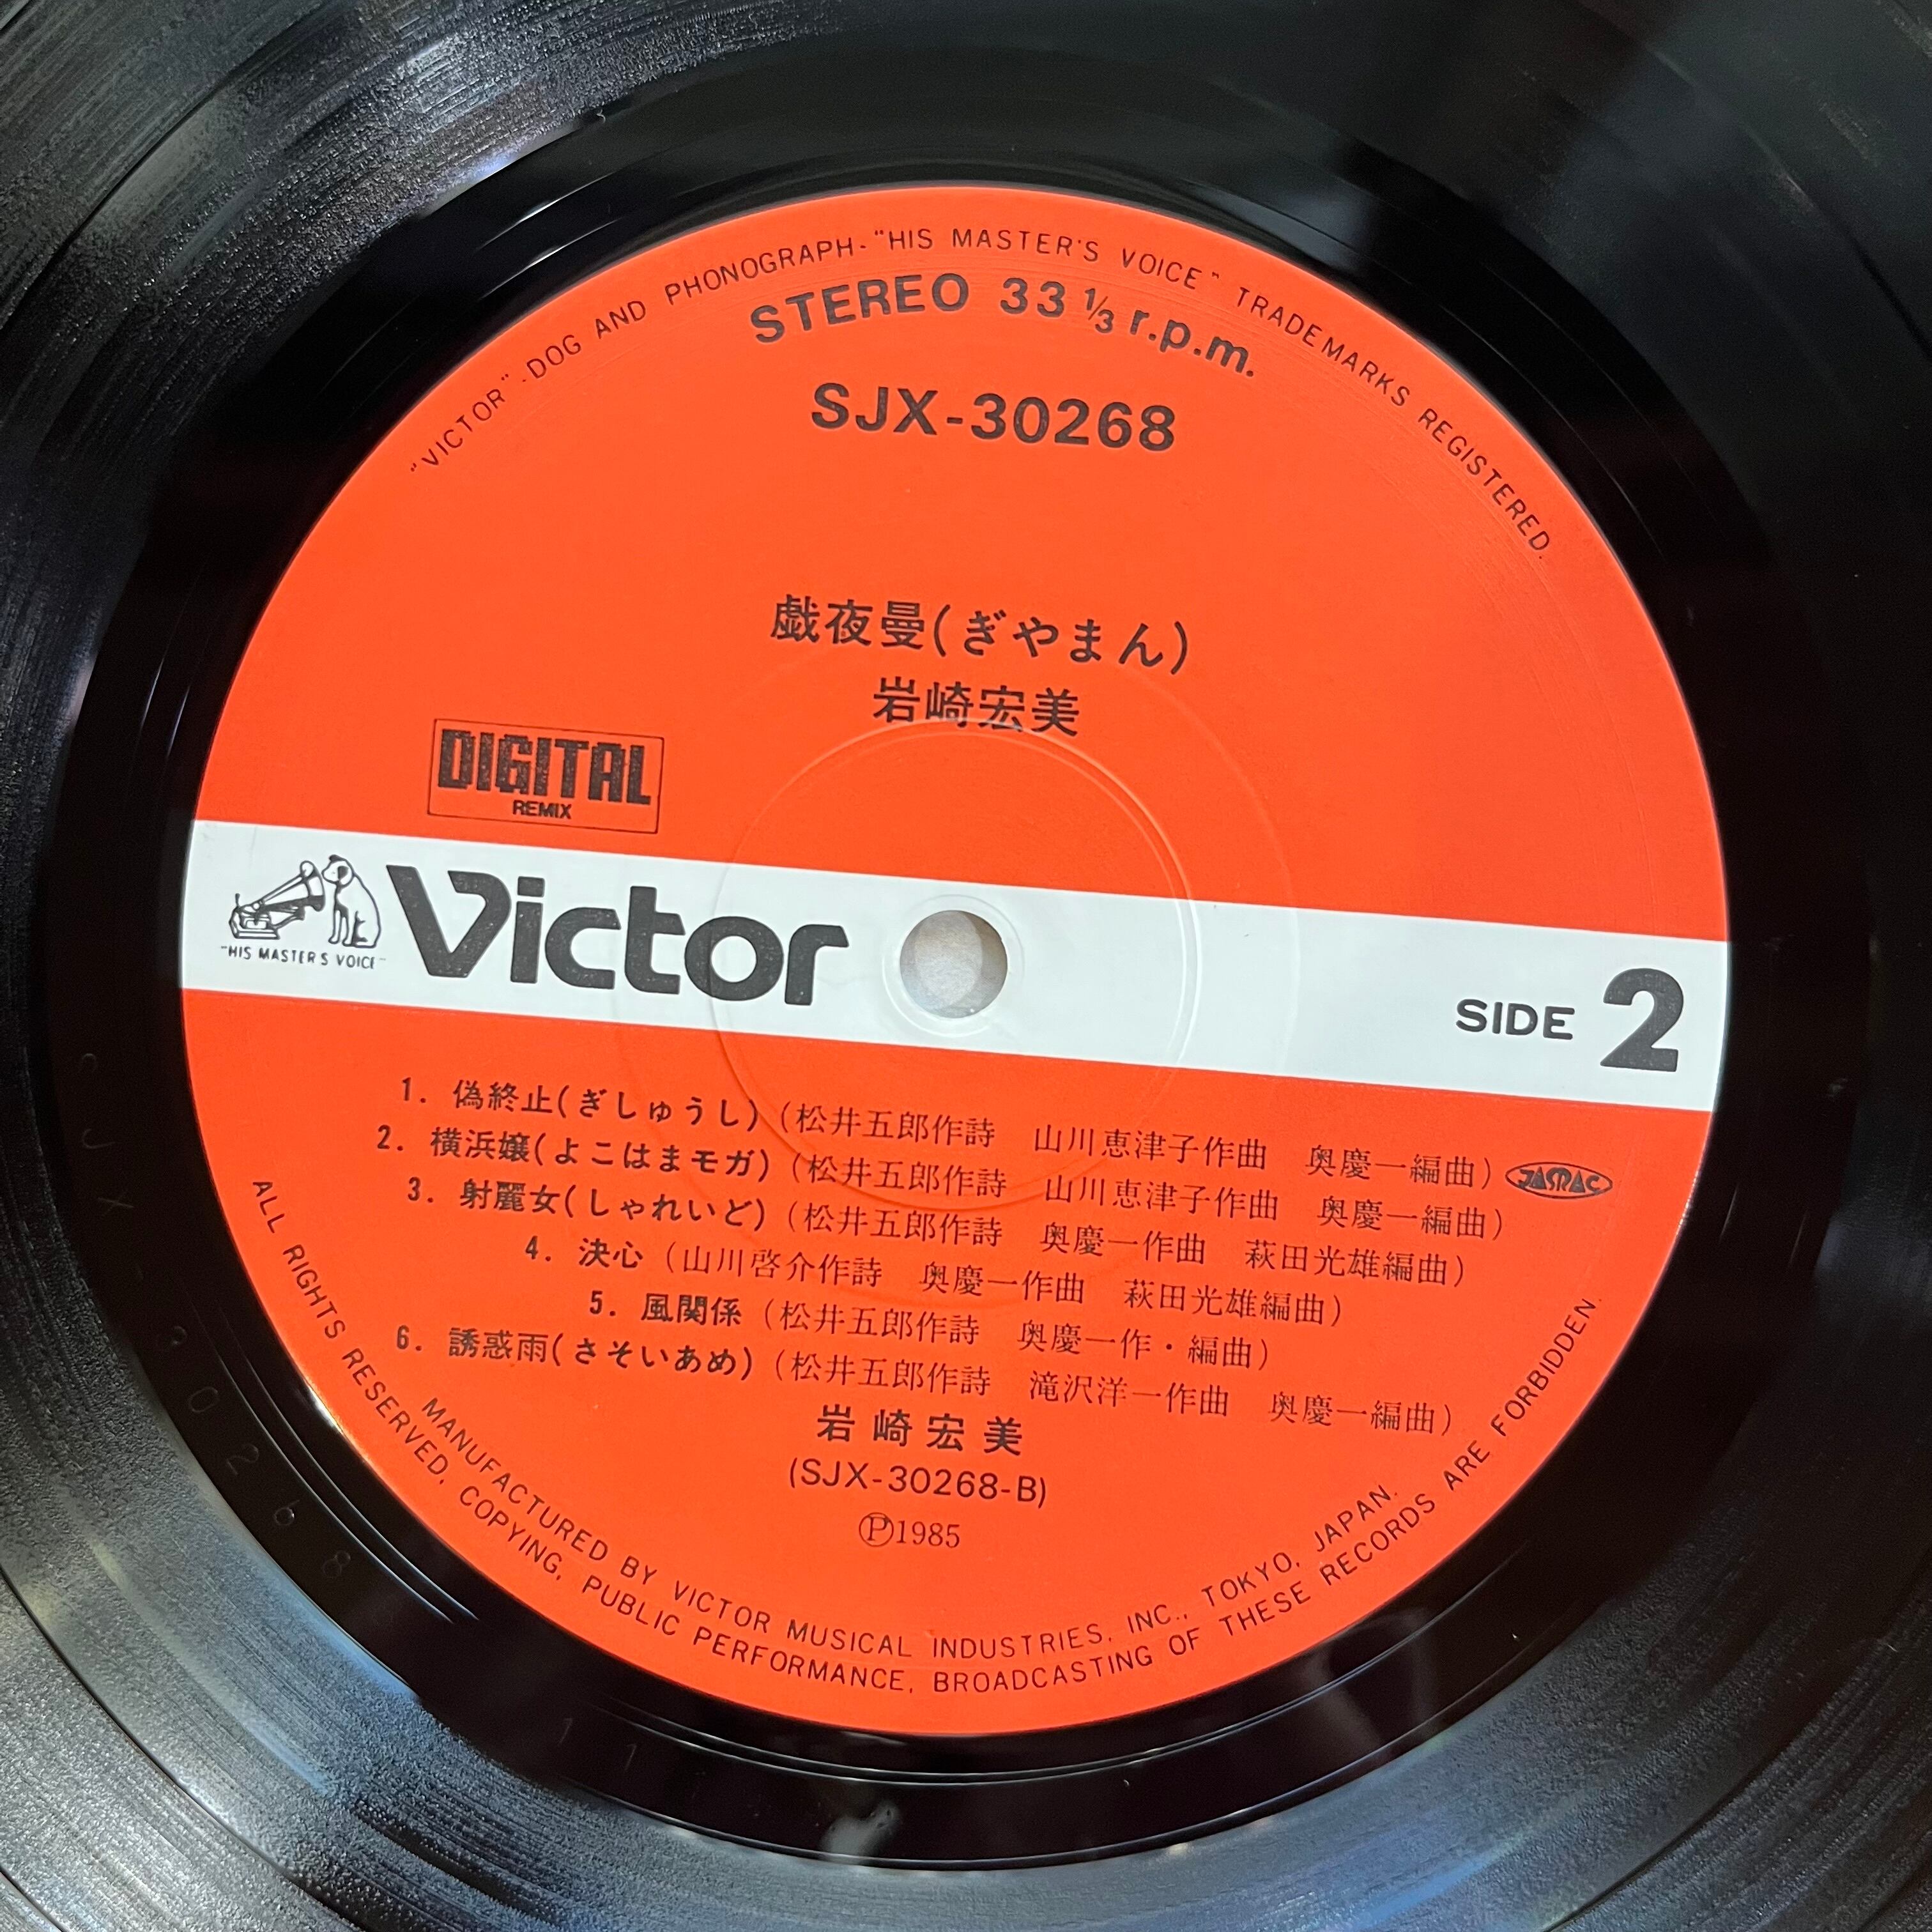 "VICTOR"-DOG AND PHONOGRAPH-"HIS MASTER'S VOICE" TRADEMARKS REGISTERED.
STEREO 33⅓ r.p.m.
SJX-30268
戯夜曼(ぎやまん)
岩崎宏美
DIGITAL
REMIX
"HIS MASTER'S VOICE"
Victor
SIDE 2
1. 偽終止(ぎしゅうし)(松井五郎作詩 山川恵津子作曲 奥慶一編曲)
JASRAC
2. 横浜嬢(よこはまモガ)(松井五郎作詩 山川恵津子作曲 奥慶一編曲)
3. 射麗女(しゃれいど)(松井五郎作詩 奥慶一作曲 萩田光雄編曲)
4. 決心(山川啓介作詩 奥慶一作曲 萩田光雄編曲)
5. 風関係(松井五郎作詩 奥慶一作・編曲)
6. 誘惑雨(さそいあめ)(松井五郎作詩 滝沢洋一作曲 奥慶一編曲)
岩崎宏美
(SJX-30268-B)
Ⓟ1985
MANUFACTURED BY VICTOR MUSICAL INDUSTRIES, INC., TOKYO, JAPAN.
ALL RIGHTS RESERVED, COPYING, PUBLIC PERFORMANCE, BROADCASTING OF THESE RECORDS ARE FORBIDDEN.